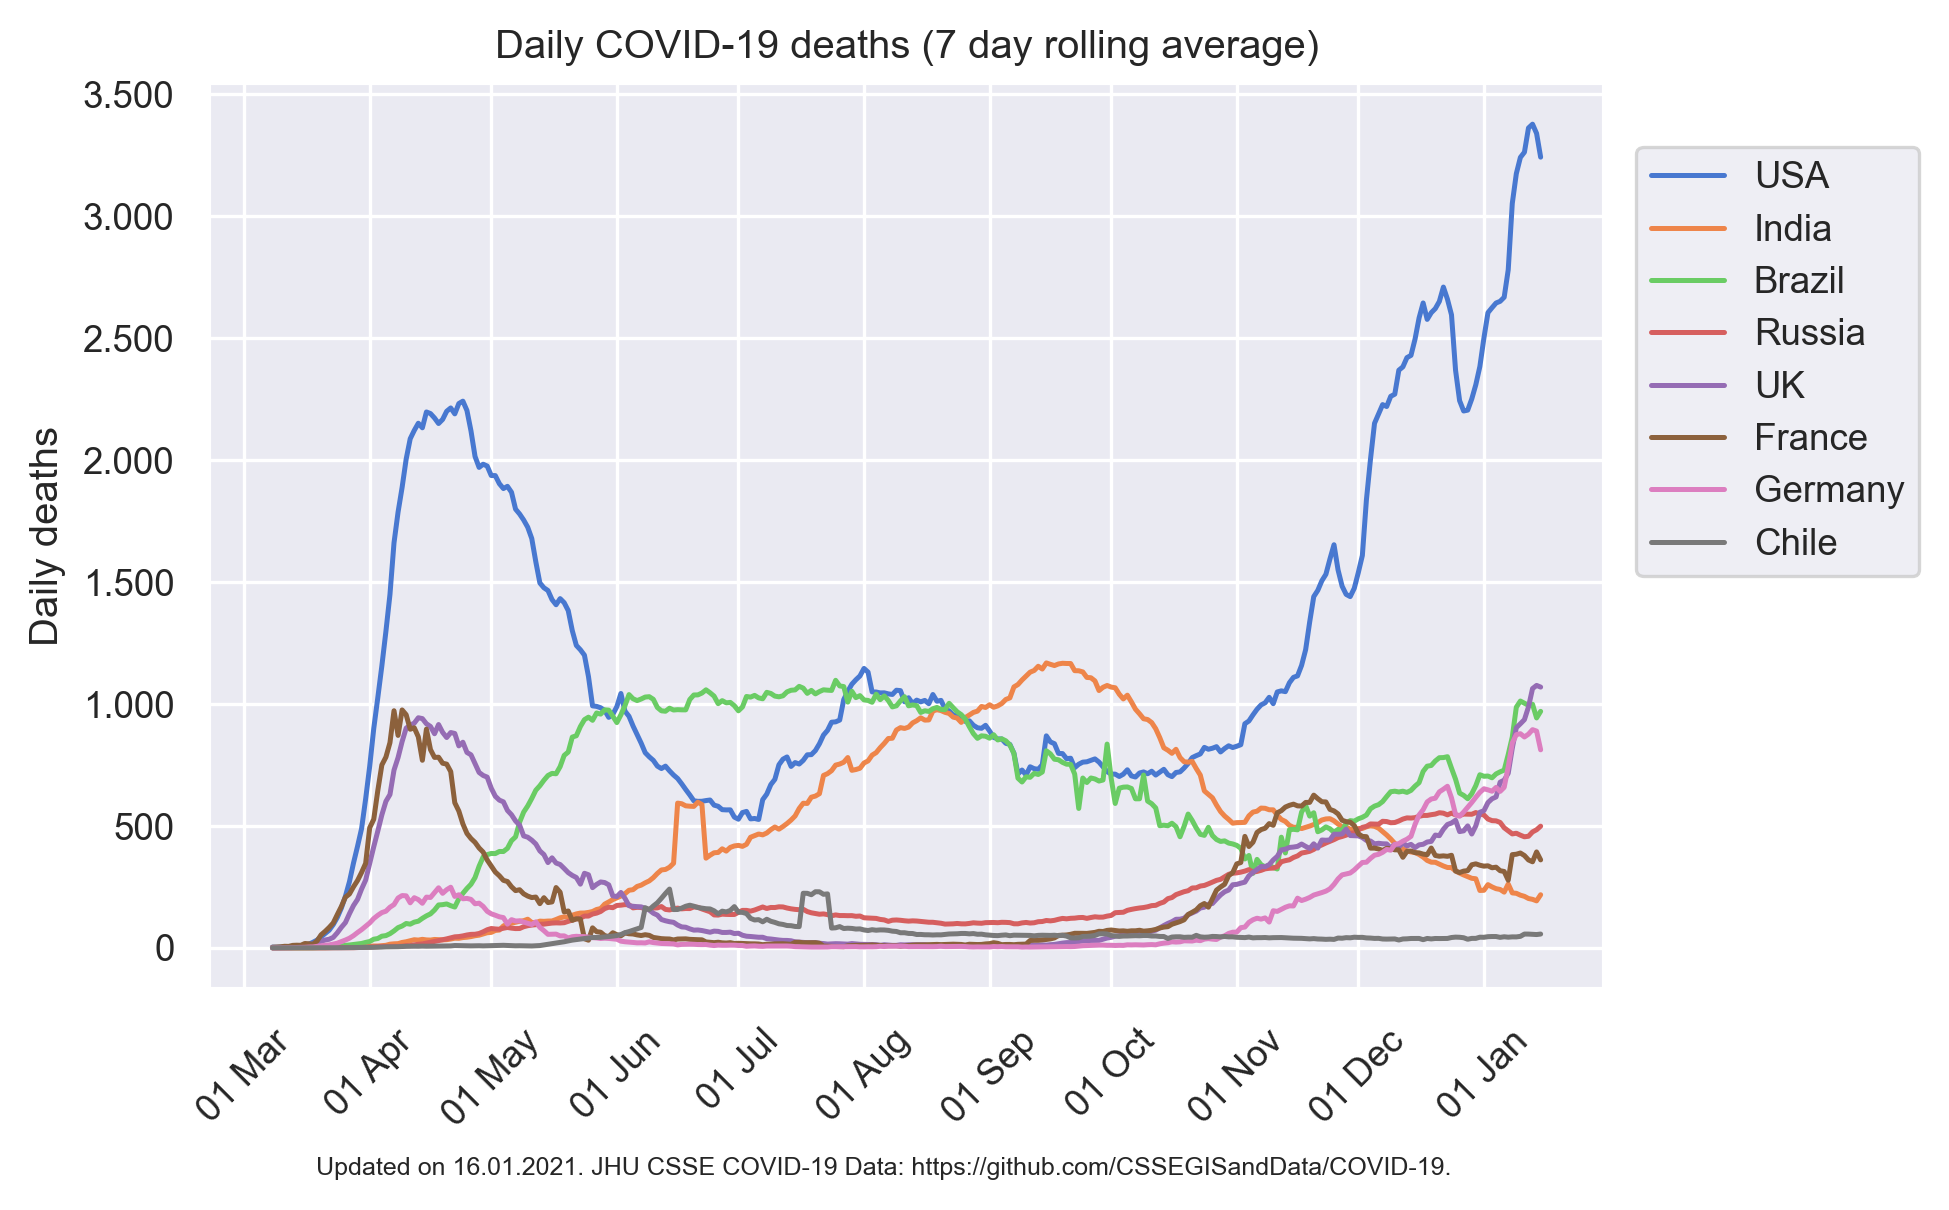 Daily COVID-19 deaths (7 day rolling average)
3.500
3.000
2.500
2.000
1.500
1.000
500
0
Daily deaths
01 Mar
01 Apr
01 May
01 Jun
01 Jul
01 Aug
01 Sep
01 Oct
01 Nov
01 Dec
01 Jan
USA
India
Brazil
Russia
UK
France
Germany
Chile
Updated on 16.01.2021. JHU CSSE COVID-19 Data: https://github.com/CSSEGISandData/COVID-19.